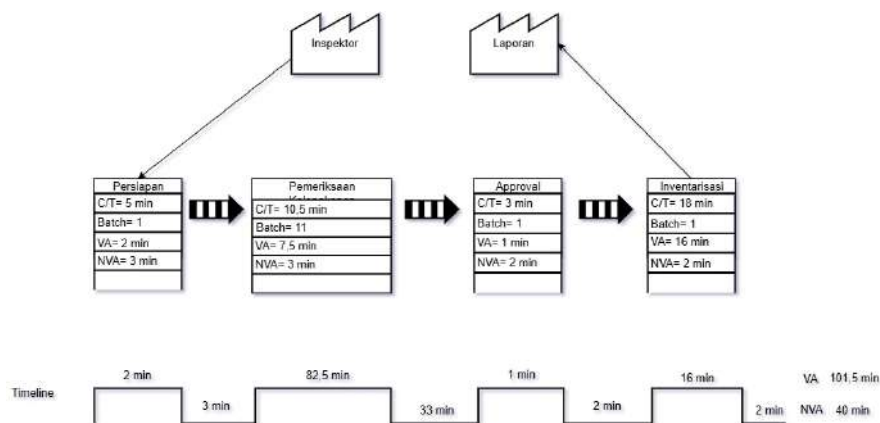 Inspektor
Laporan
Persiapan
C/T= 5 min
Batch= 1
VA= 2 min
NVA= 3 min
Pemeriksaan
C/T= 10,5 min
Batch= 11
VA= 7,5 min
NVA= 3 min
Approval
C/T= 3 min
Batch= 1
VA= 1 min
NVA= 2 min
Inventarisasi
C/T= 18 min
Batch= 1
VA= 16 min
NVA= 2 min
Timeline
2 min
3 min
82,5 min
33 min
1 min
2 min
16 min
2 min
VA 101,5 min
NVA 40 min